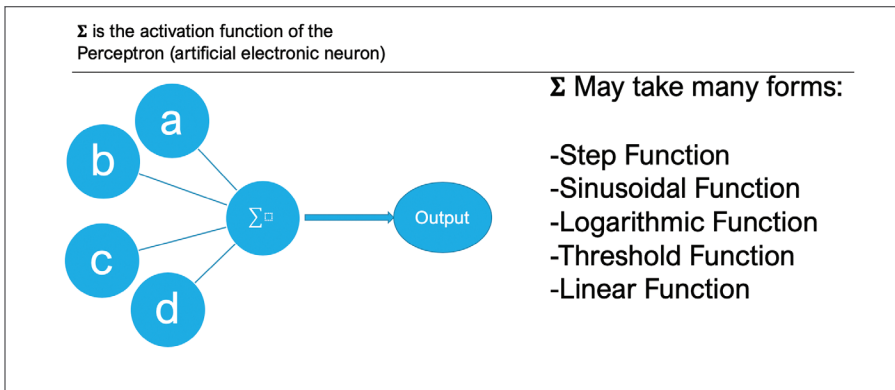 Σ is the activation function of the
Perceptron (artificial electronic neuron)
a
b
c
d
Σ□
Output
Σ May take many forms:
-Step Function
-Sinusoidal Function
-Logarithmic Function
-Threshold Function
-Linear Function